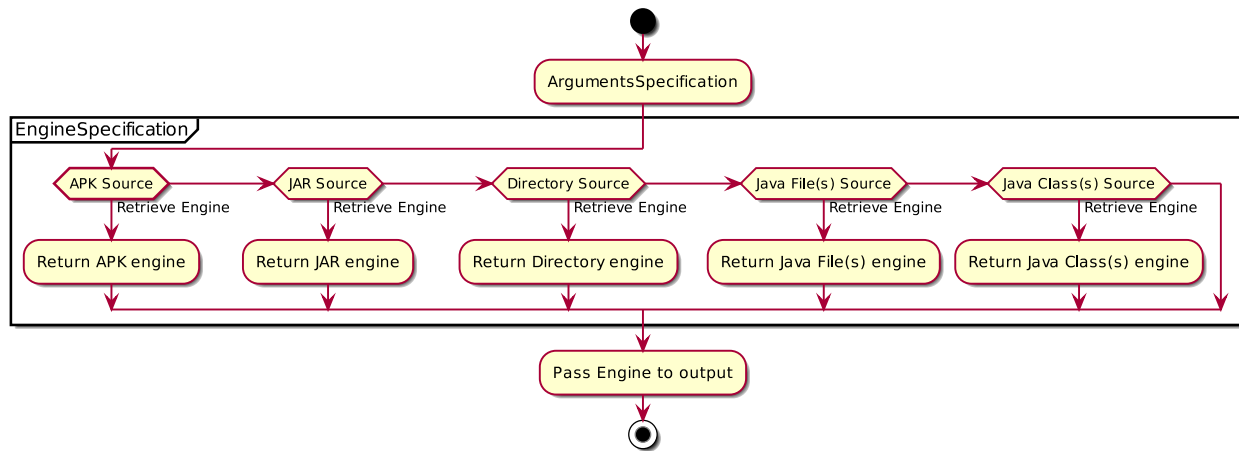 ArgumentsSpecification
EngineSpecification
APK Source
JAR Source
Directory Source
Java File(s) Source
Java Class(s) Source
Retrieve Engine
Retrieve Engine
Retrieve Engine
Retrieve Engine
Retrieve Engine
Return APK engine
Return JAR engine
Return Directory engine
Return Java File(s) engine
Return Java Class(s) engine
Pass Engine to output